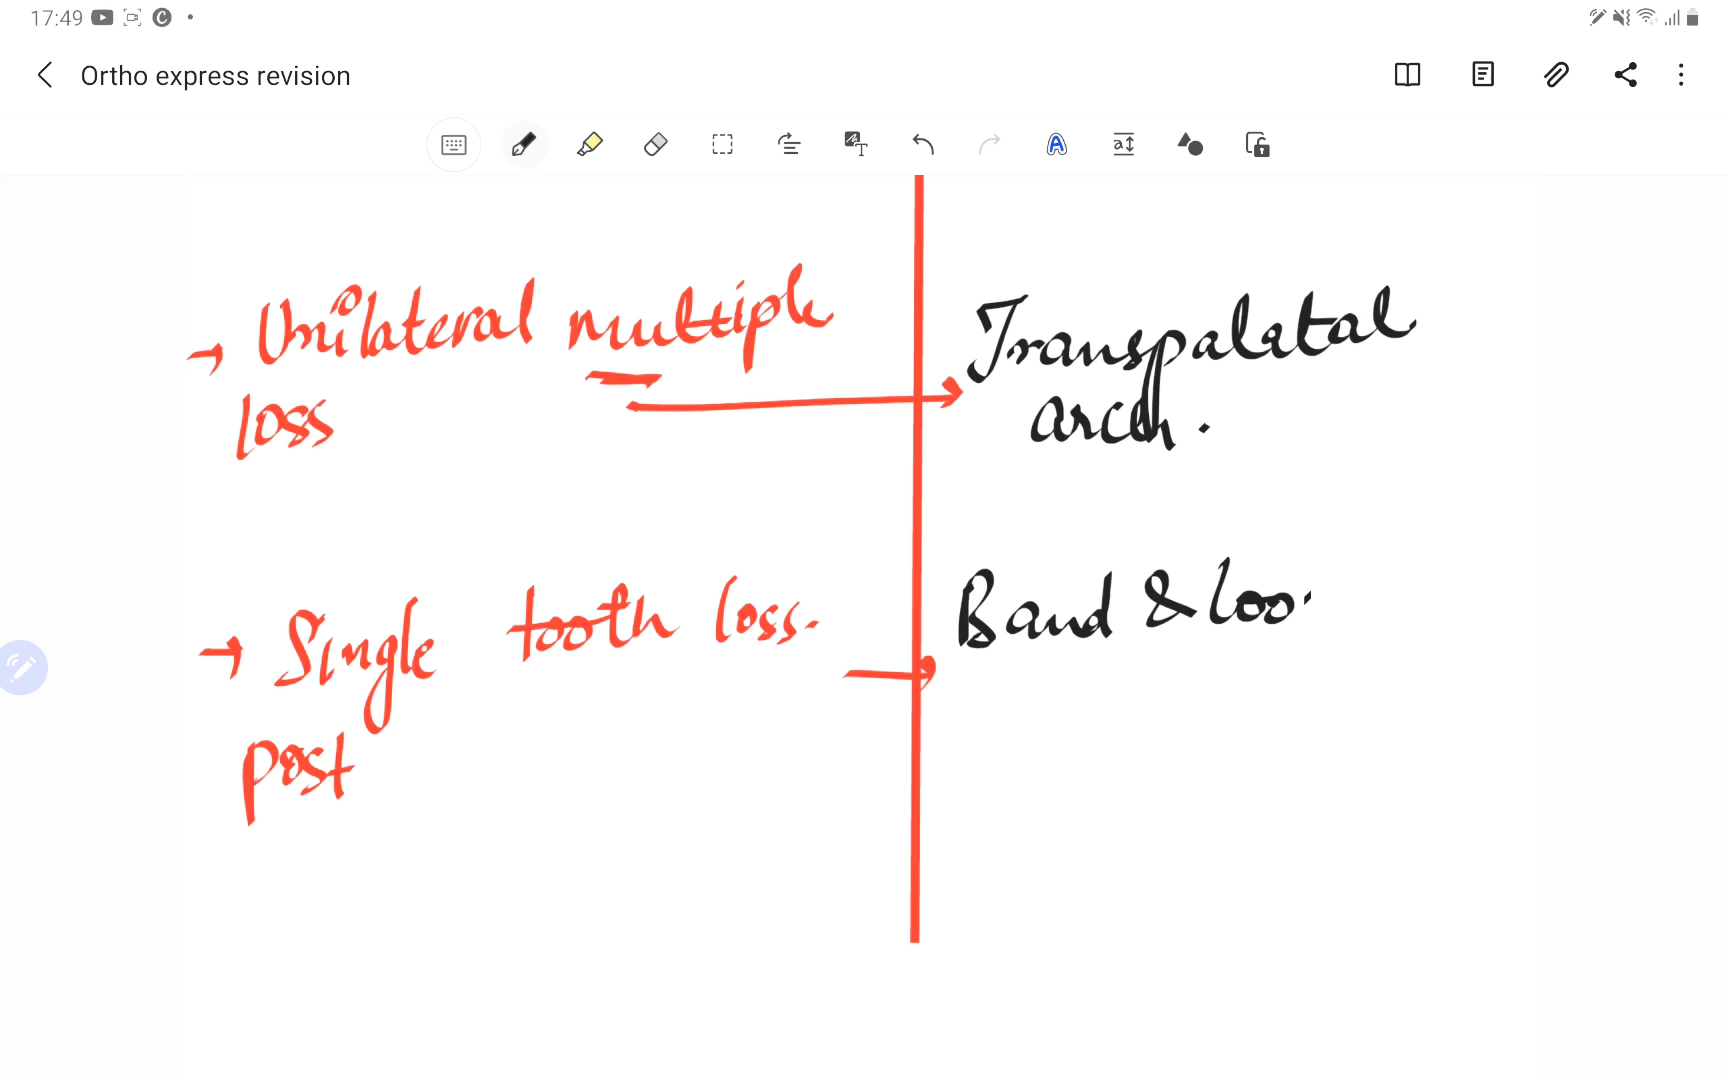 17:49
Ortho express revision
→ Unilateral multiple
loss
Transpalatal
arch.
→ Single tooth loss.
post
Band & loo